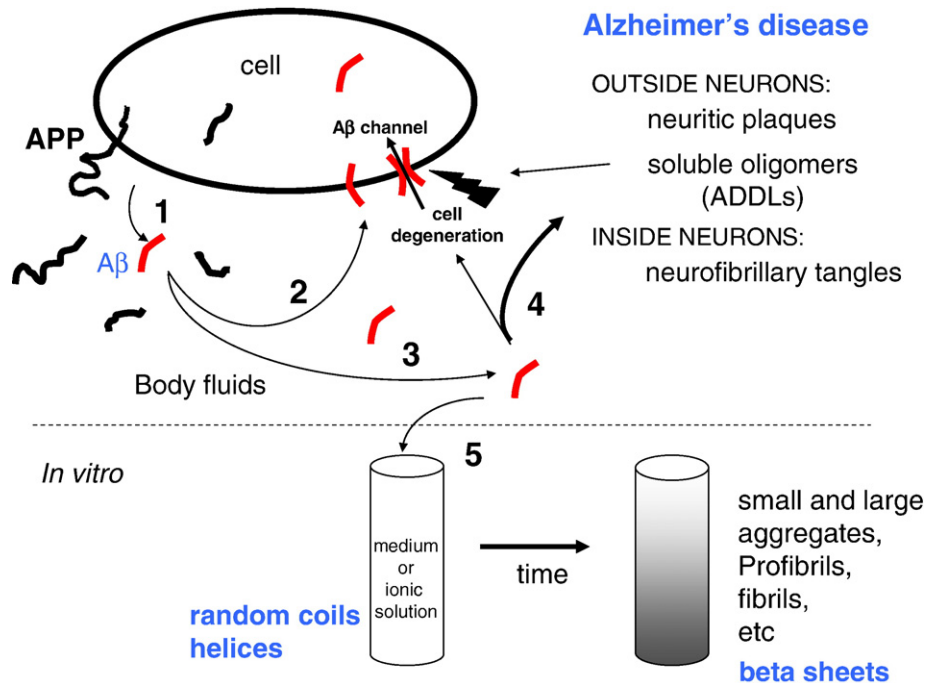 Alzheimer's disease
cell
OUTSIDE NEURONS:
neuritic plaques
APP
Aβ channel
soluble oligomers
(ADDLs)
1
cell
degeneration
INSIDE NEURONS:
neurofibrillary tangles
Aβ
2
4
3
Body fluids
5
In vitro
medium
or
ionic
solution
time
small and large
aggregates,
Profibrils,
fibrils,
etc
random coils
helices
beta sheets